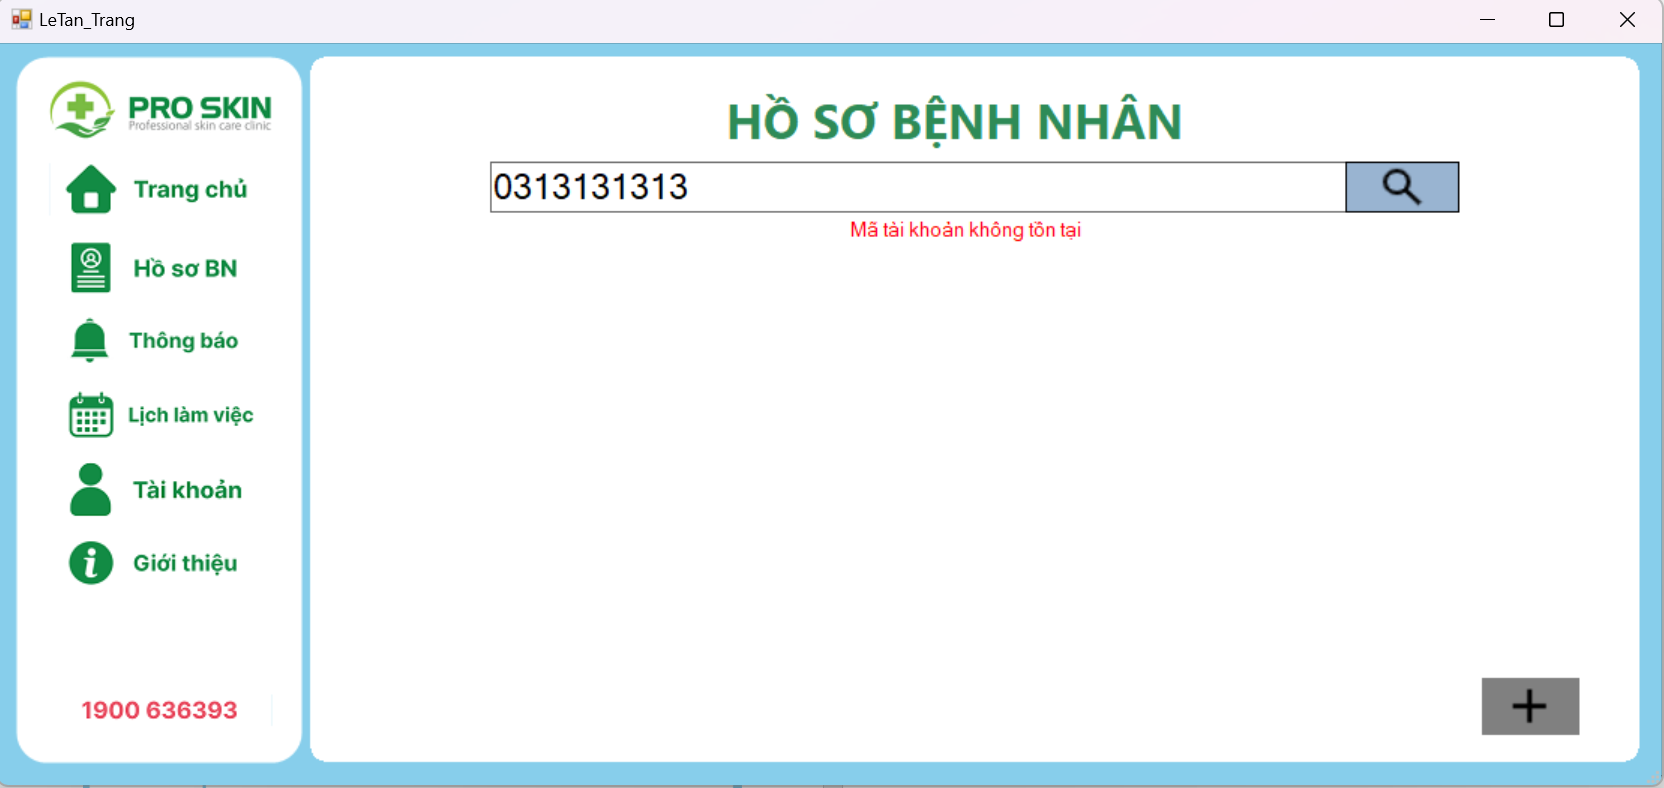 LeTan_Trang
PRO SKIN
Professional skin care clinic
Trang chủ
Hồ sơ BN
Thông báo
Lịch làm việc
Tài khoản
Giới thiệu
1900 636393
HỒ SƠ BỆNH NHÂN
0313131313
Mã tài khoản không tồn tại